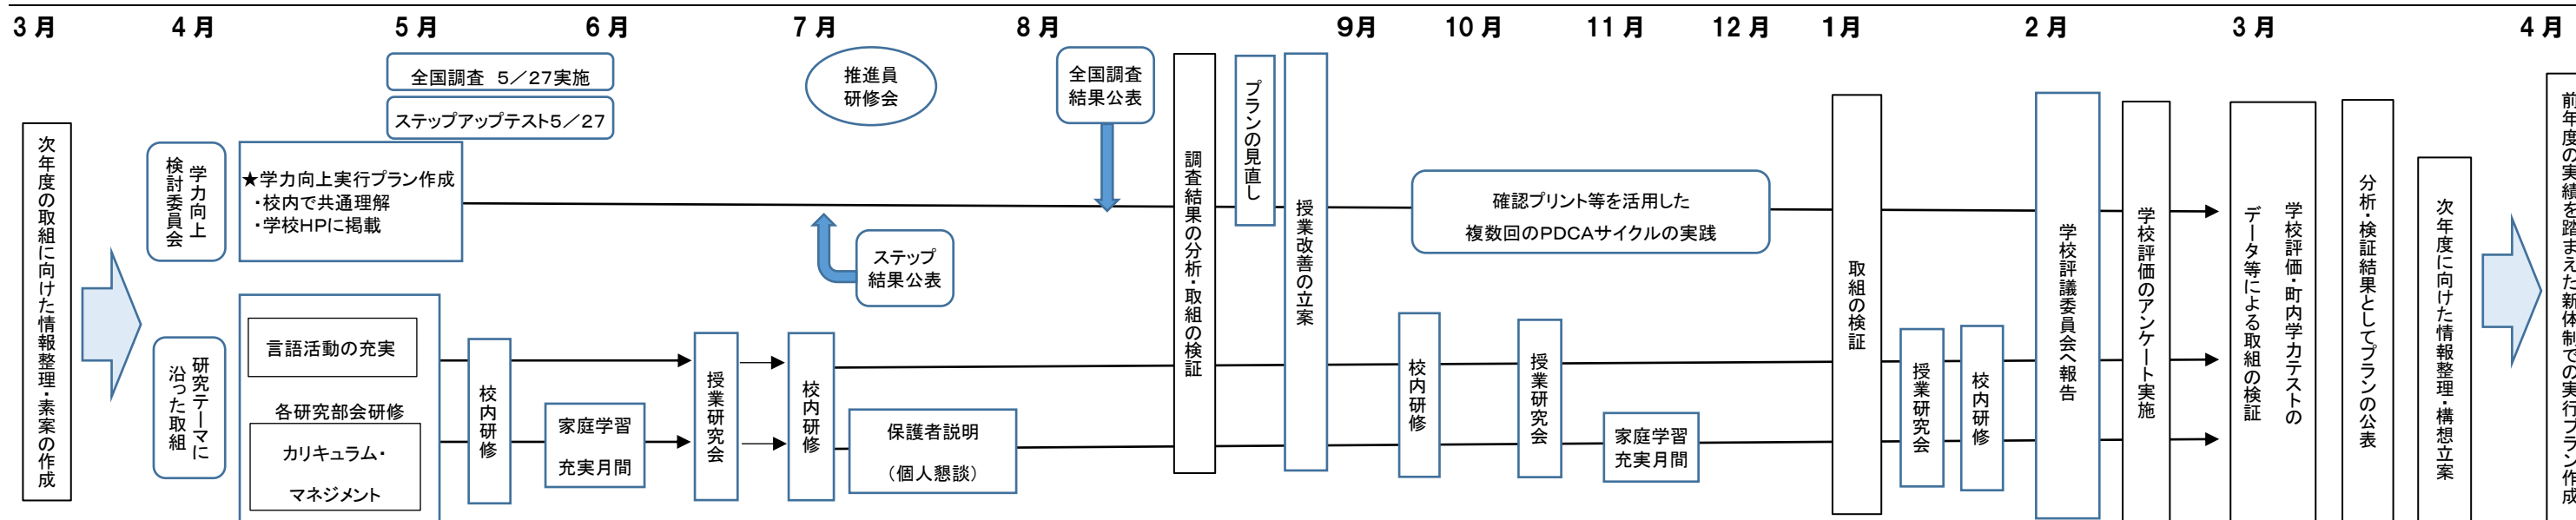 3月 4月 5月 6月 7月 8月 9月 10月 11月 12月 1月 2月 3月 4月
次年度の取組に向けた情報整理・素案の作成
学力向上
検討委員会
研究テーマに
沿った取組
全国調査 5／27実施
ステップアップテスト5／27
★学力向上実行プラン作成
・校内で共通理解
・学校HPに掲載
言語活動の充実
各研究部会研修
カリキュラム・
マネジメント
校内研修
家庭学習
充実月間
授業研究会
推進員
研修会
ステップ
結果公表
校内研修
保護者説明
（個人懇談）
全国調査
結果公表
調査結果の分析・取組の検証
プランの見直し
授業改善の立案
確認プリント等を活用した
複数回のPDCAサイクルの実践
校内研修
授業研究会
家庭学習
充実月間
取組の検証
授業研究会
校内研修
学校評議委員会へ報告
学校評価のアンケート実施
学校評価・町内学力テストの
データ等による取組の検証
分析・検証結果としてプランの公表
次年度に向けた情報整理・構想立案
前年度の実績を踏まえた新体制での実行プラン作成